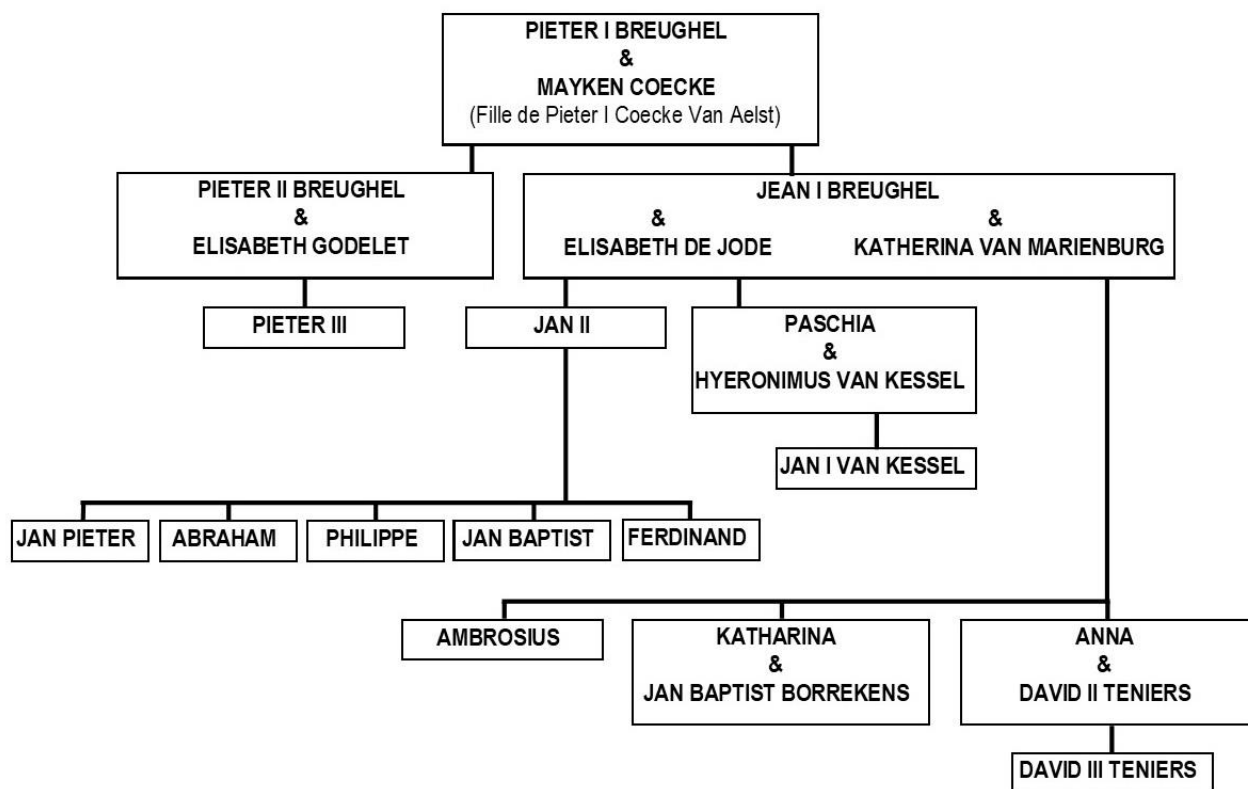 PIETER I BREUGHEL
&
MAYKEN COECKE
(Fille de Pieter I Coecke Van Aelst)
PIETER II BREUGHEL
&
ELISABETH GODELET
JEAN I BREUGHEL
& &
ELISABETH DE JODE KATHERINA VAN MARIENBURG
PIETER III
JAN II
PASCHIA
&
HYERONIMUS VAN KESSEL
JAN I VAN KESSEL
JAN PIETER
ABRAHAM
PHILIPPE
JAN BAPTIST
FERDINAND
AMBROSIUS
KATHARINA
&
JAN BAPTIST BORREKENS
ANNA
&
DAVID II TENIERS
DAVID III TENIERS